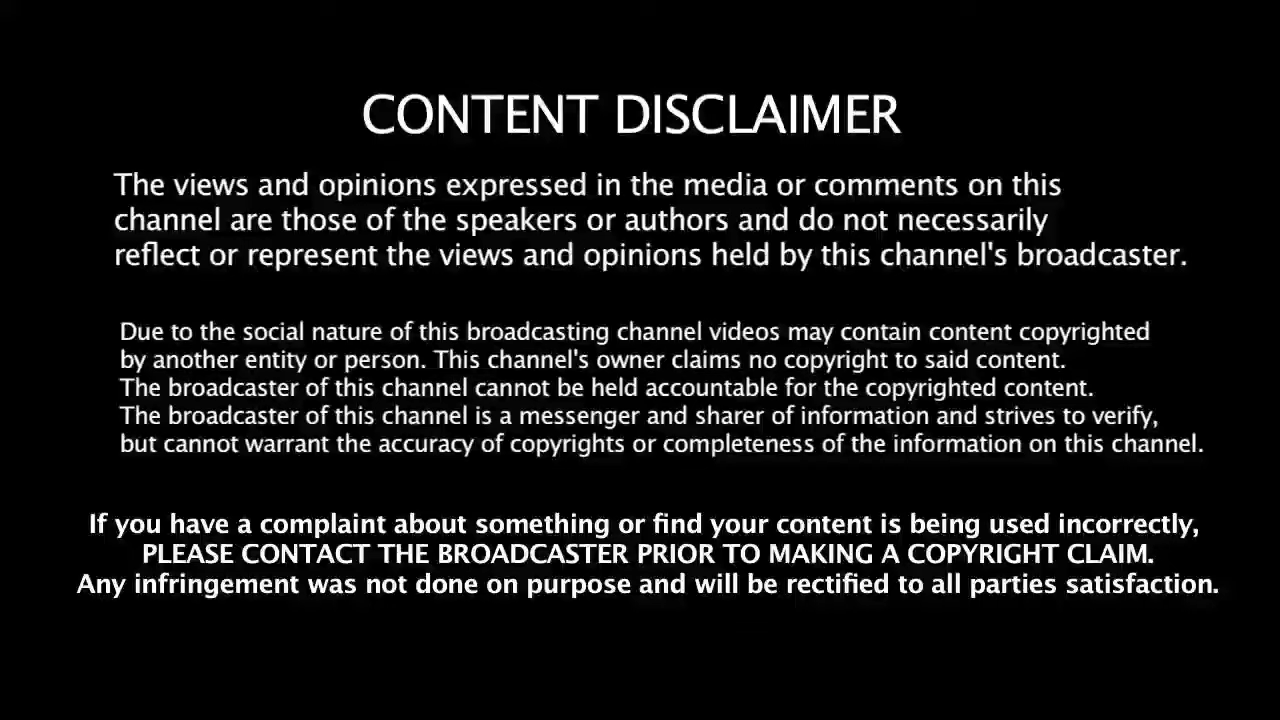 CONTENT DISCLAIMER
The views and opinions expressed in the media or comments on this
channel are those of the speakers or authors and do not necessarily
reflect or represent the views and opinions held by this channel's broadcaster.
Due to the social nature of this broadcasting channel videos may contain content copyrighted
by another entity or person. This channel's owner claims no copyright to said content.
The broadcaster of this channel cannot be held accountable for the copyrighted content.
The broadcaster of this channel is a messenger and sharer of information and strives to verify,
but cannot warrant the accuracy of copyrights or completeness of the information on this channel.
If you have a complaint about something or find your content is being used incorrectly,
PLEASE CONTACT THE BROADCASTER PRIOR TO MAKING A COPYRIGHT CLAIM.
Any infringement was not done on purpose and will be rectified to all parties satisfaction.